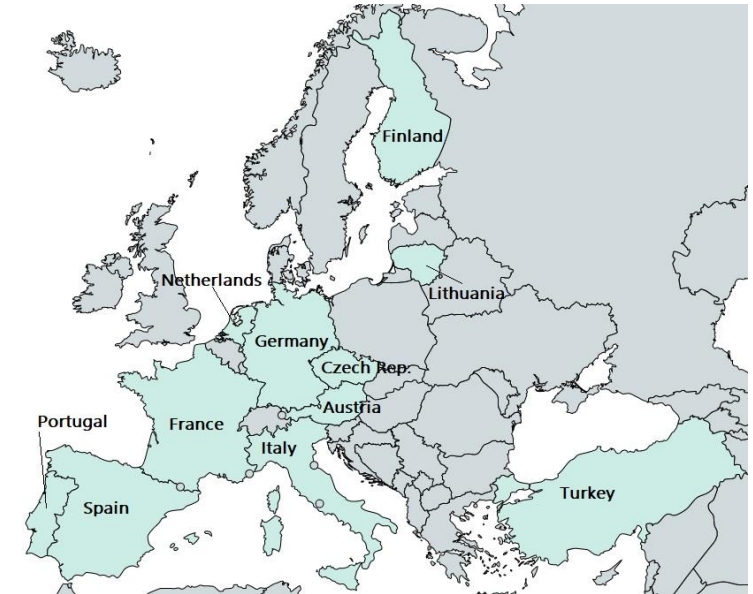 Finland
Netherlands
Lithuania
Germany
Czech Rep.
Austria
Portugal
France
Italy
Spain
Turkey